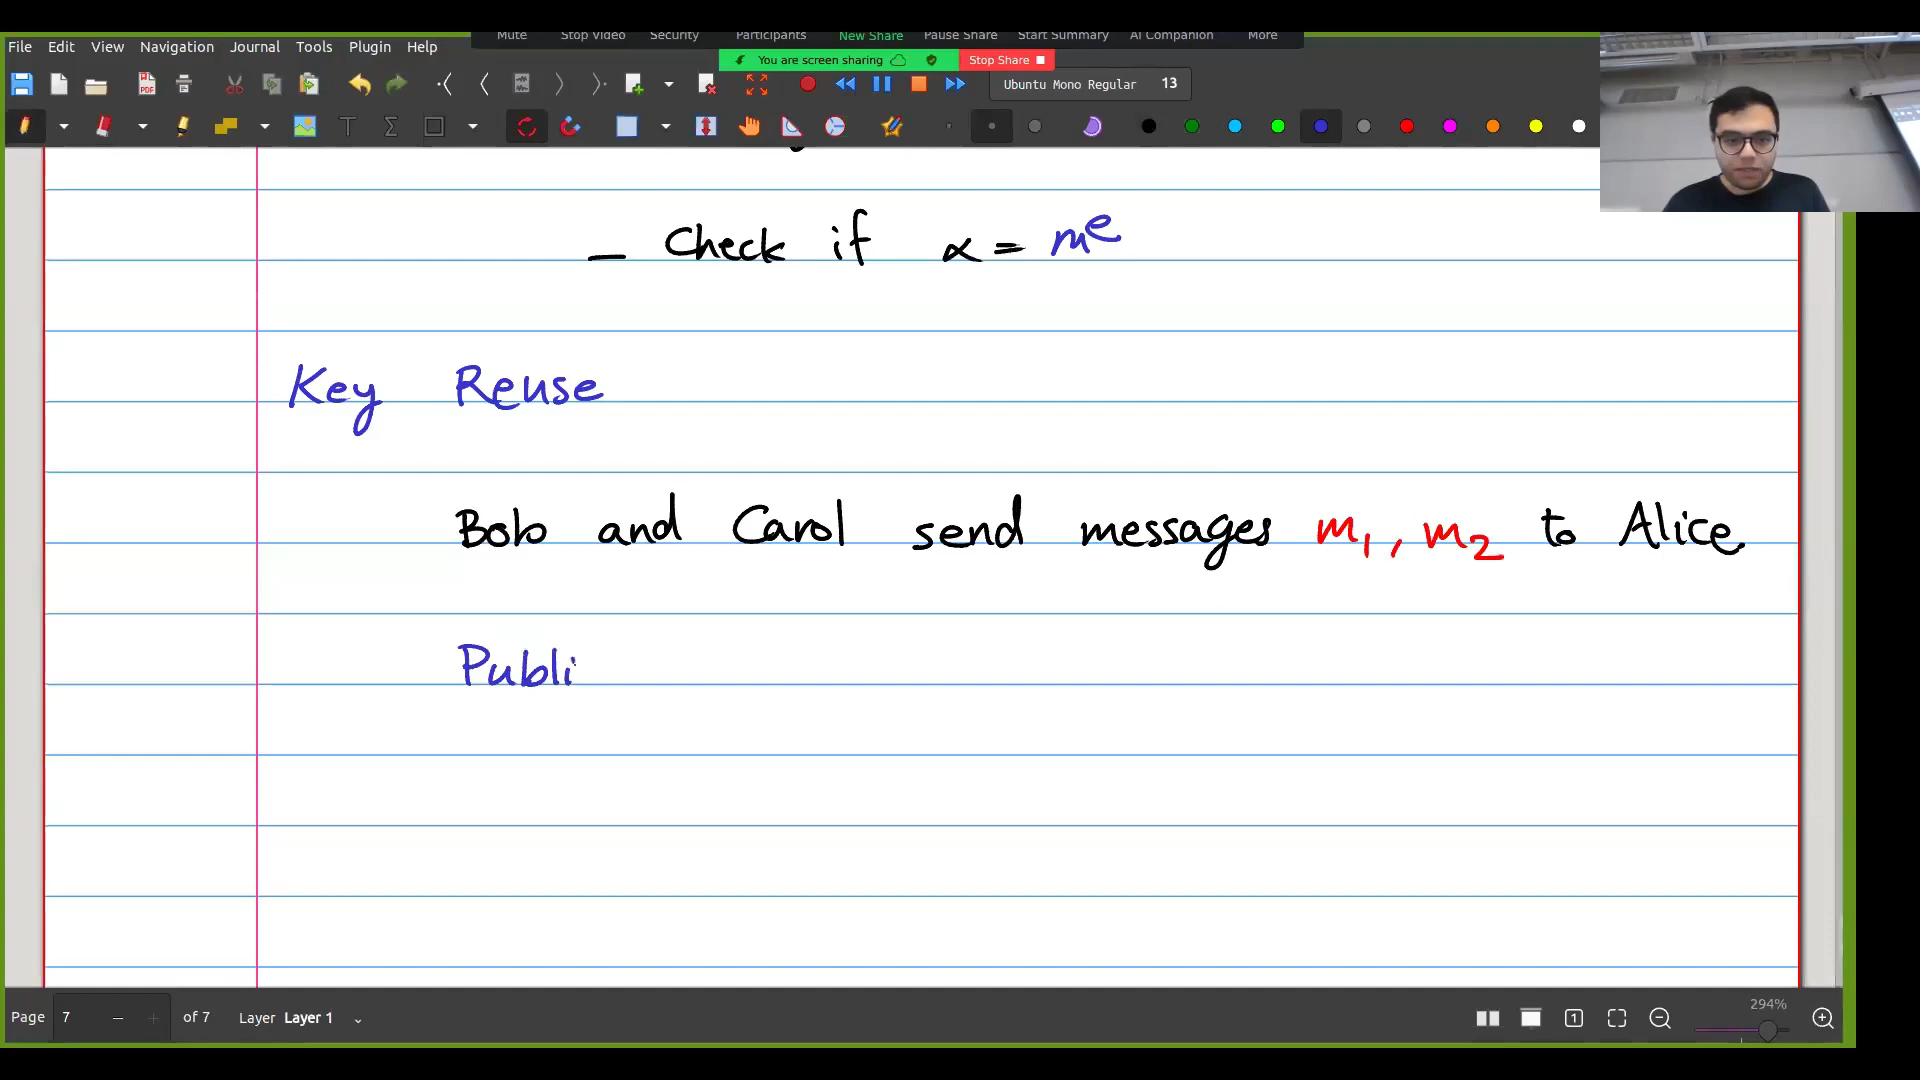 Mute Stop Video Security Participants New Share Pause Share Start Summary AI Companion More
File Edit View Navigation Journal Tools Plugin Help
You are screen sharing Stop Share
PDF Ubuntu Mono Regular 13
— Check if α = m^e
Key Reuse
Bob and Carol send messages m₁, m₂ to Alice
Publi
294%
Page 7 of 7 Layer Layer 1 1